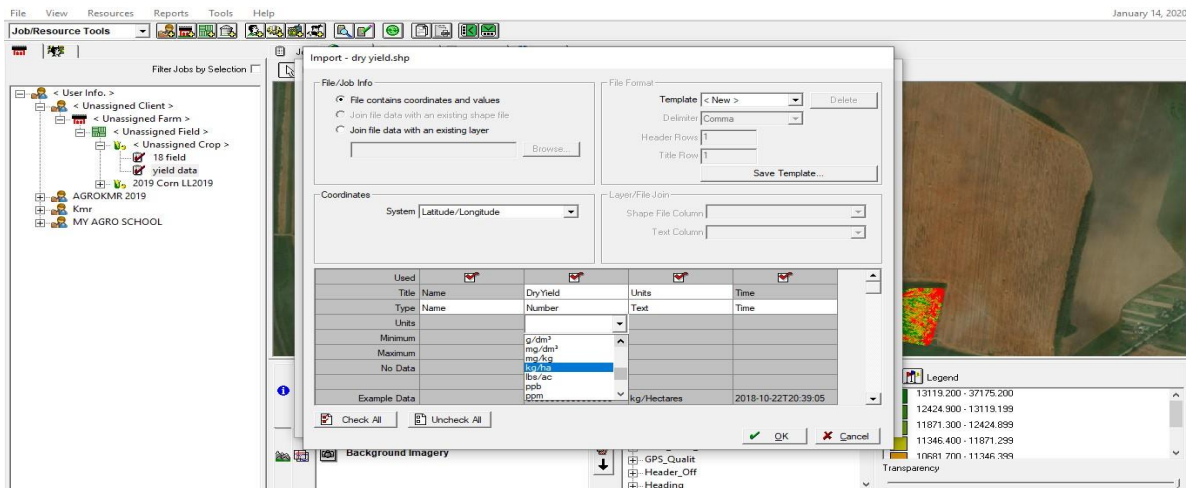 File View Resources Reports Tools Help
January 14, 2020
Job/Resource Tools
Filter Jobs by Selection
< User Info. >
< Unassigned Client >
< Unassigned Farm >
< Unassigned Field >
< Unassigned Crop >
18 field
yield data
2019 Corn LL2019
AGROKMR 2019
Kmr
MY AGRO SCHOOL
Import - dry yield.shp
File/Job Info
File contains coordinates and values
Join file data with an existing shape file
Join file data with an existing layer
Browse...
File Format
Template < New > Delete
Delimiter Comma
Header Rows 1
Title Row 1
Save Template...
Coordinates
System Latitude/Longitude
Layer/File Join
Shape File Column
Text Column
Used
Title Name DryYield Units Time
Type Name Number Text Time
Units
Minimum
Maximum
No Data
g/dm³
mg/dm³
mg/kg
kg/ha
lbs/ac
ppb
ppm
Example Data kg/Hectares 2018-10-22T20:39:05
Check All Uncheck All
OK Cancel
Legend
13119.200 - 37175.200
12424.900 - 13119.199
11871.300 - 12424.899
11346.400 - 11871.299
10681.700 - 11346.399
Transparency
Background Imagery
GPS_Qualit
Header_Off
Heading